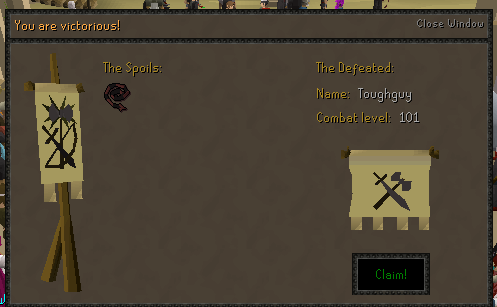 You are victorious!
Close Window
The Spoils:
The Defeated:
Name: Toughguy
Combat level: 101
Claim!